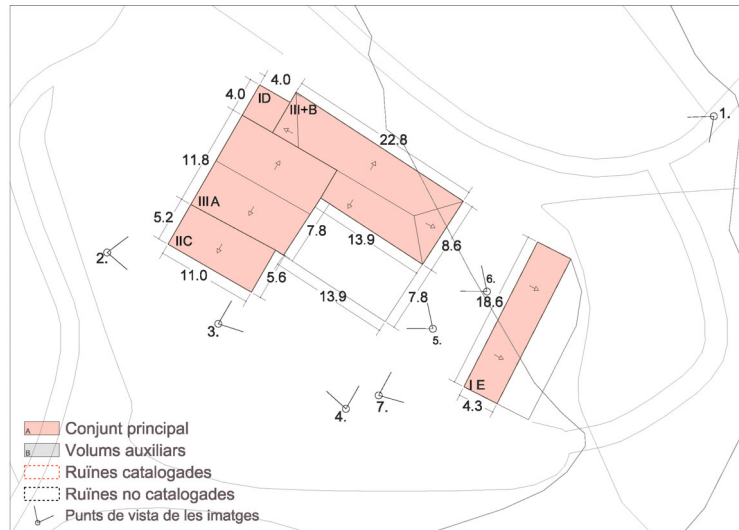 4.0
4.0
ID
III+B
1.
22.8
11.8
III A
5.2
7.8
13.9
8.6
IIC
2.
11.0
5.6
13.9
7.8
6.
18.6
3.
5.
I E
4.3
4.
7.
A Conjunt principal
B Volums auxiliars
Ruïnes catalogades
Ruïnes no catalogades
Punts de vista de les imatges